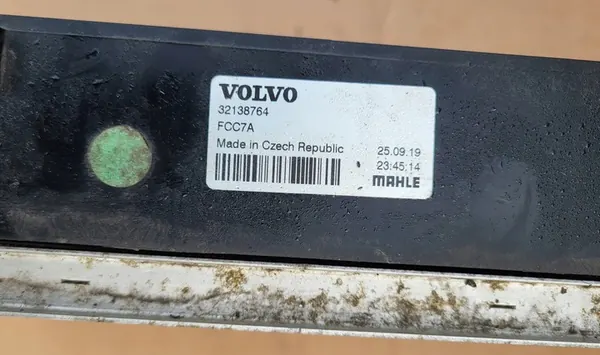 VOLVO
32138764
FCC7A
Made in Czech Republic
25.09.19
23:45:14
MAHLE